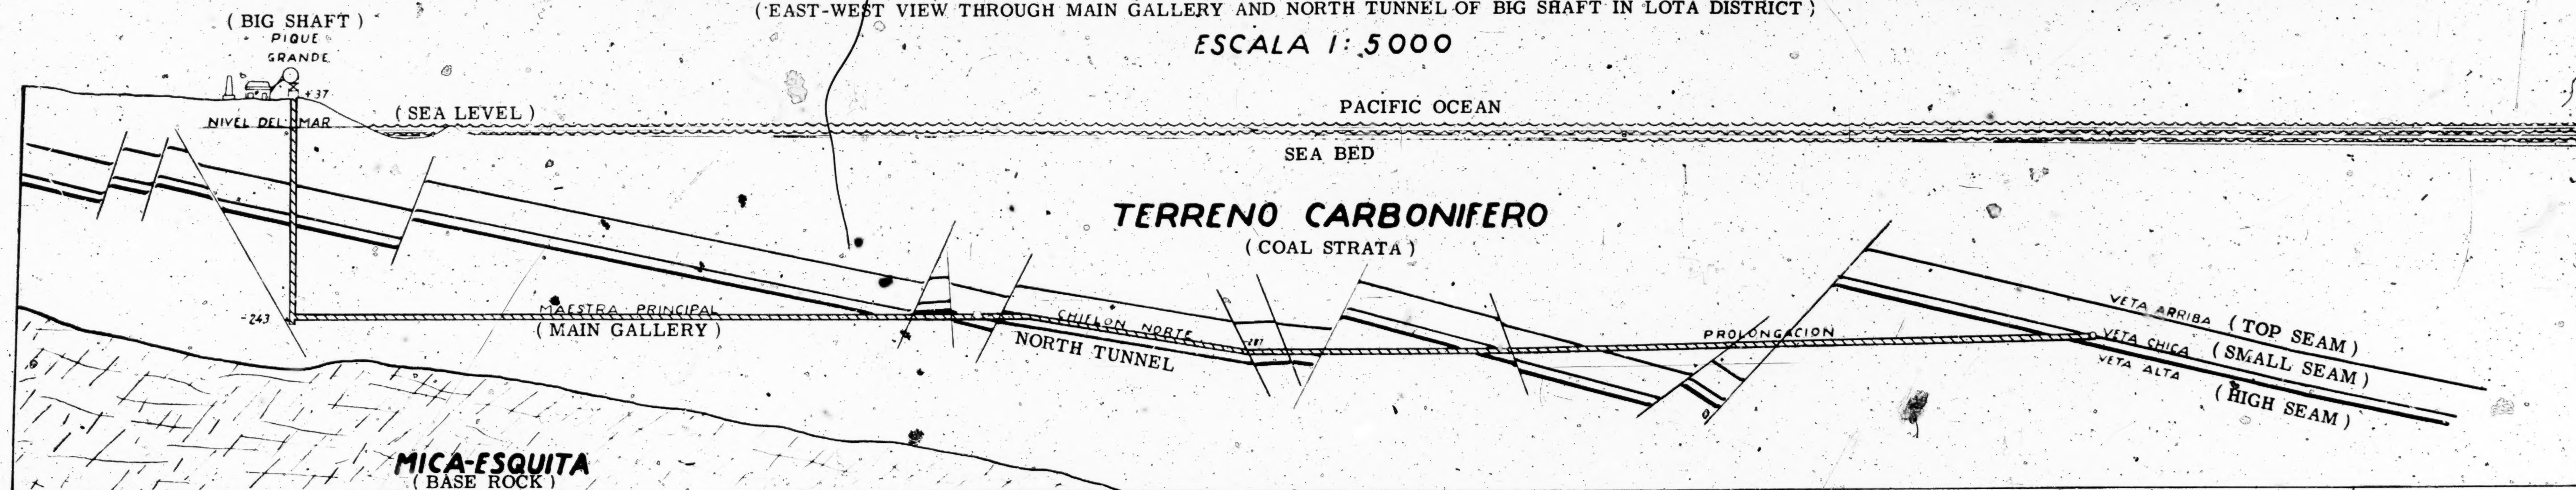 ( EAST-WEST VIEW THROUGH MAIN GALLERY AND NORTH TUNNEL OF BIG SHAFT IN LOTA DISTRICT )
ESCALA 1: 5000
( BIG SHAFT )
PIQUE
GRANDE
+37
NIVEL DEL MAR
( SEA LEVEL )
PACIFIC OCEAN
SEA BED
TERRENO CARBONIFERO
( COAL STRATA )
-243
MAESTRA PRINCIPAL
( MAIN GALLERY )
CHIFLON NORTE
NORTH TUNNEL
-287
PROLONGACION
VETA ARRIBA ( TOP SEAM )
VETA CHICA ( SMALL SEAM )
VETA ALTA ( HIGH SEAM )
MICA-ESQUITA
( BASE ROCK )